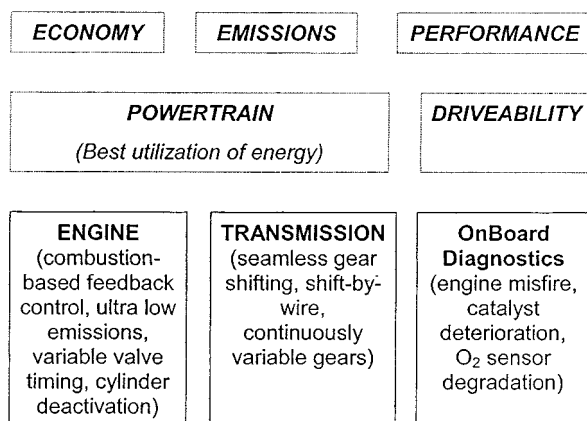 ECONOMY
EMISSIONS
PERFORMANCE
POWERTRAIN
(Best utilization of energy)
DRIVEABILITY
ENGINE
(combustion-
based feedback
control, ultra low
emissions,
variable valve
timing, cylinder
deactivation)
TRANSMISSION
(seamless gear
shifting, shift-by-
wire,
continuously
variable gears)
OnBoard
Diagnostics
(engine misfire,
catalyst
deterioration,
O₂ sensor
degradation)